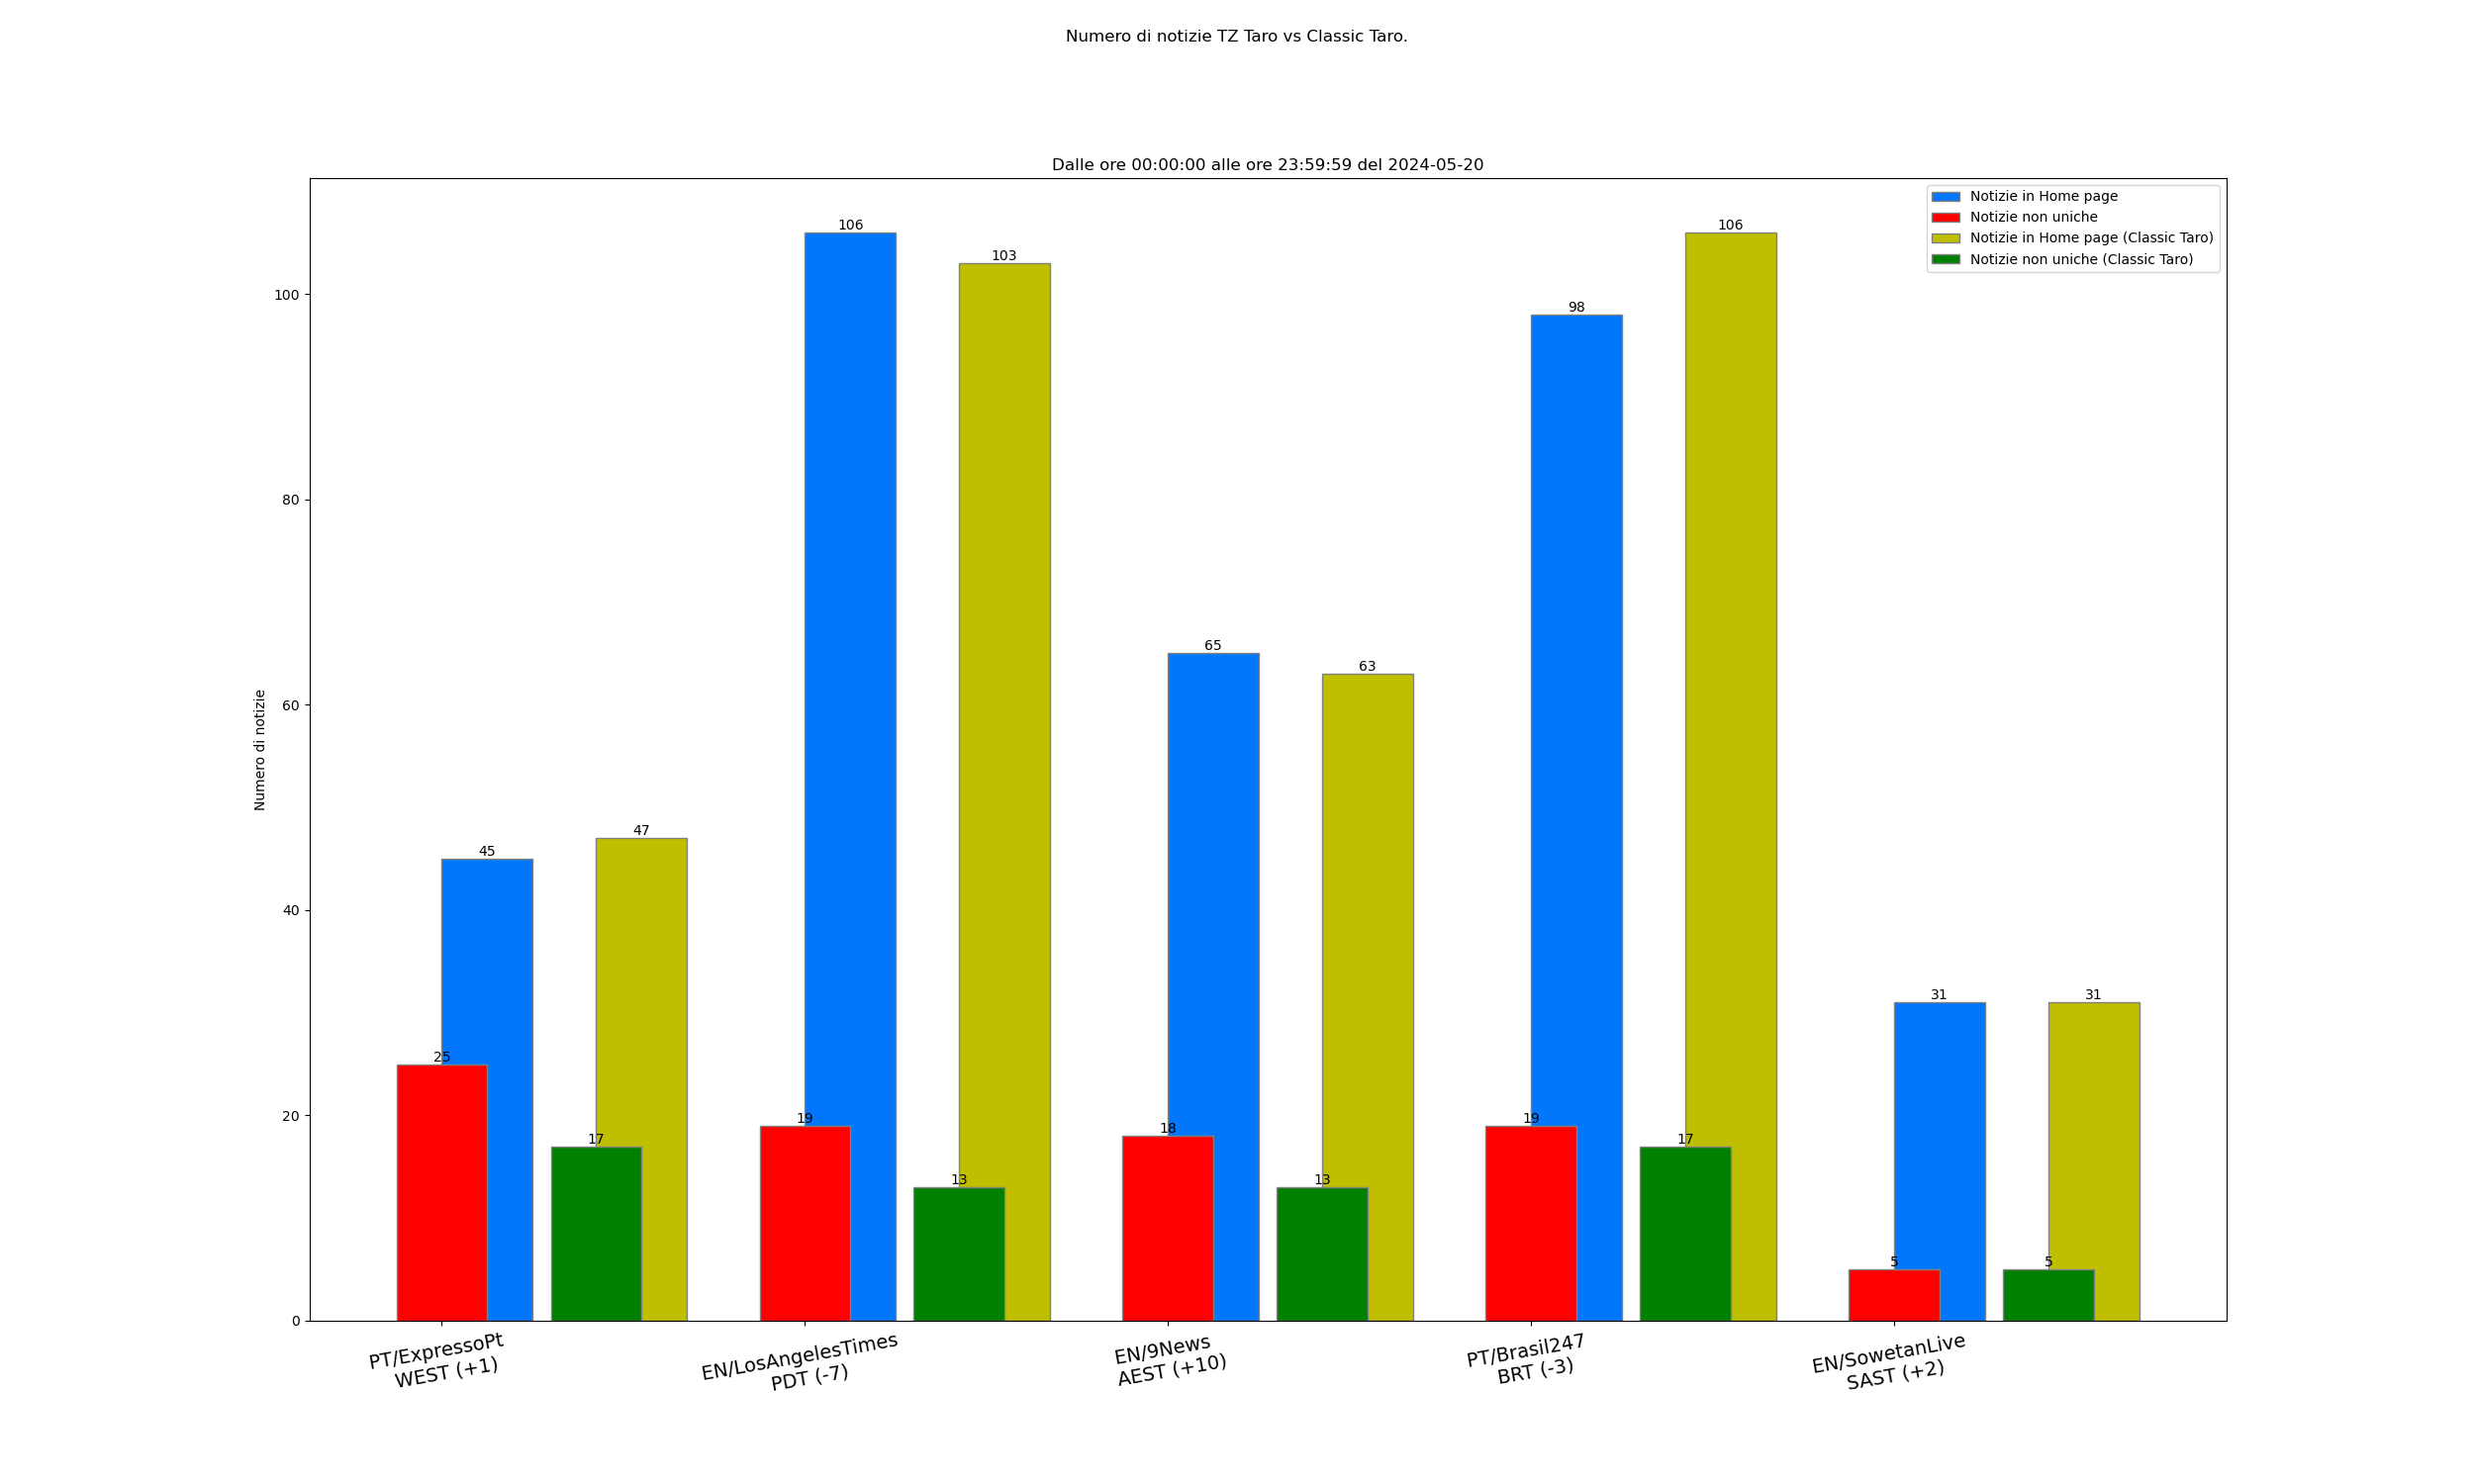 Numero di notizie TZ Taro vs Classic Taro.
Dalle ore 00:00:00 alle ore 23:59:59 del 2024-05-20
Notizie in Home page
Notizie non uniche
Notizie in Home page (Classic Taro)
Notizie non uniche (Classic Taro)
Numero di notizie
100
80
60
40
20
0
45
47
25
17
106
103
19
13
65
63
18
13
98
106
19
17
31
31
5
5
PT/ExpressoPt
WEST (+1)
EN/LosAngelesTimes
PDT (-7)
EN/9News
AEST (+10)
PT/Brasil247
BRT (-3)
EN/SowetanLive
SAST (+2)